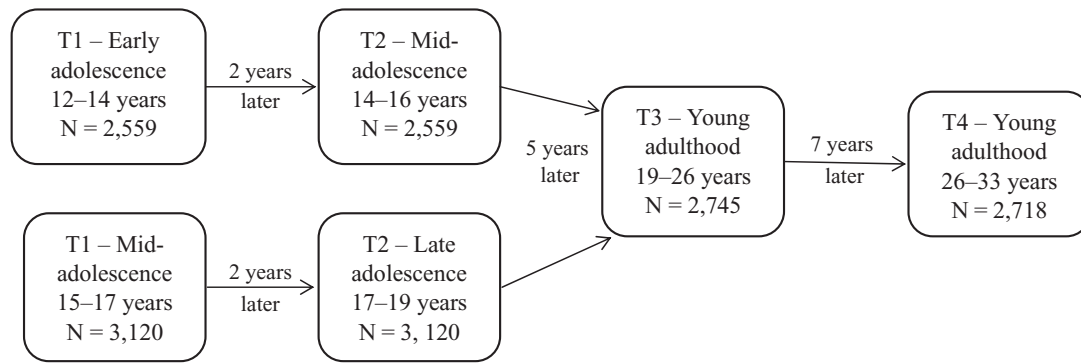 T1 – Early
adolescence
12–14 years
N = 2,559
2 years
later
T2 – Mid-
adolescence
14–16 years
N = 2,559
T1 – Mid-
adolescence
15–17 years
N = 3,120
2 years
later
T2 – Late
adolescence
17–19 years
N = 3, 120
5 years
later
T3 – Young
adulthood
19–26 years
N = 2,745
7 years
later
T4 – Young
adulthood
26–33 years
N = 2,718